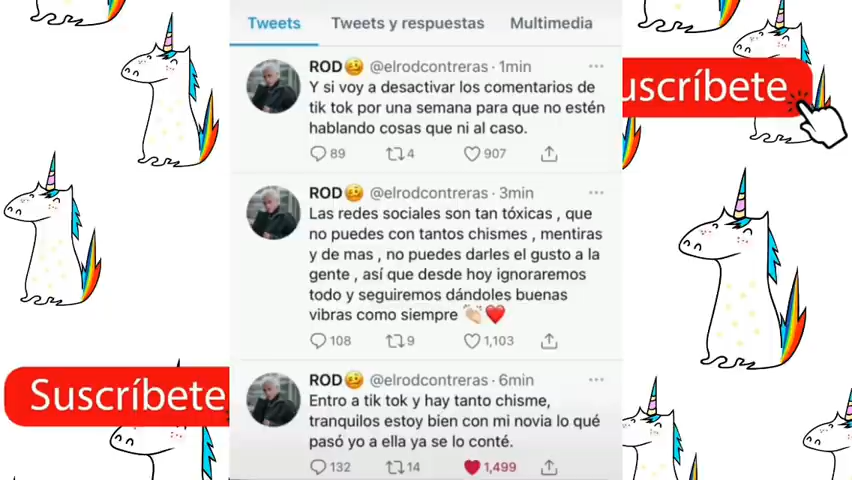 Tweets Tweets y respuestas Multimedia
ROD @elrodcontreras · 1min
Y si voy a desactivar los comentarios de
tik tok por una semana para que no estén
hablando cosas que ni al caso.
89 4 907
ROD @elrodcontreras · 3min
Las redes sociales son tan tóxicas , que
no puedes con tantos chismes , mentiras
y de mas , no puedes darles el gusto a la
gente , así que desde hoy ignoraremos
todo y seguiremos dándoles buenas
vibras como siempre 👏🏻❤️
108 9 1,103
ROD @elrodcontreras · 6min
Entro a tik tok y hay tanto chisme,
tranquilos estoy bien con mi novia lo qué
pasó yo a ella ya se lo conté.
132 14 1,499
uscríbete
Suscríbete